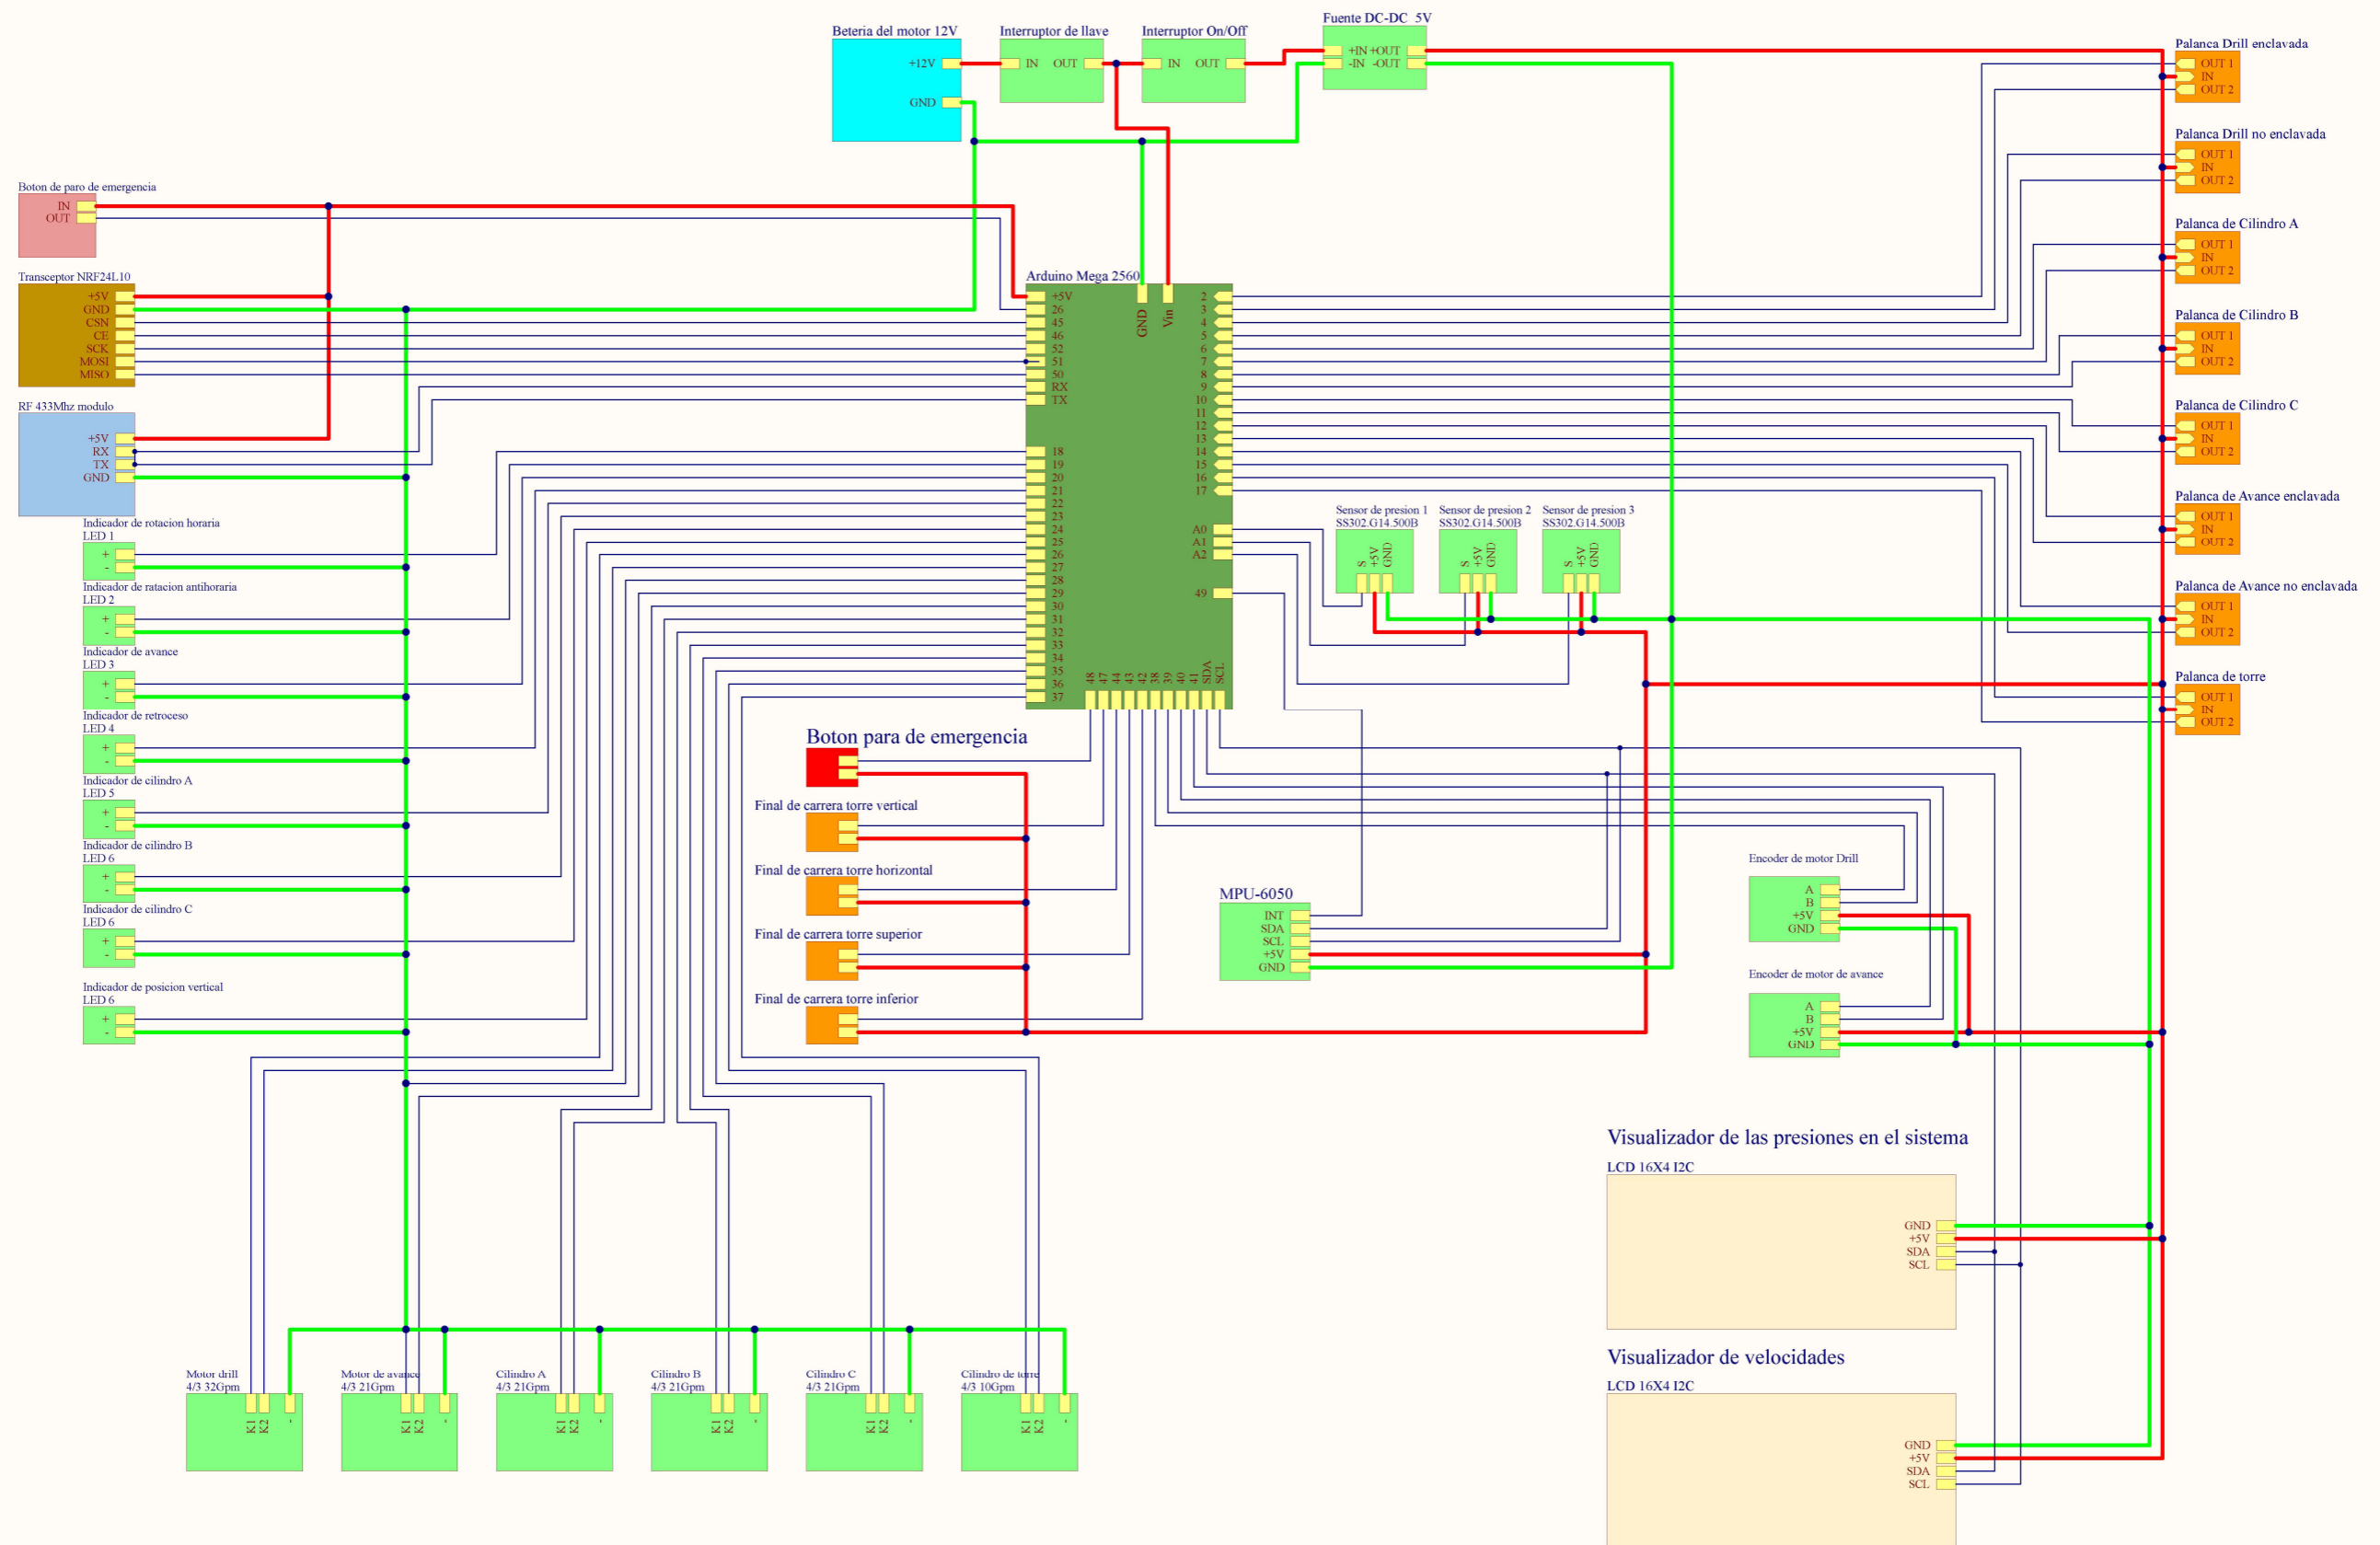 Beteria del motor 12V
+12V
GND
Interruptor de llave
IN OUT
Interruptor On/Off
IN OUT
Fuente DC-DC 5V
+IN +OUT
-IN -OUT
Palanca Drill enclavada
OUT 1
IN
OUT 2
Palanca Drill no enclavada
OUT 1
IN
OUT 2
Palanca de Cilindro A
OUT 1
IN
OUT 2
Palanca de Cilindro B
OUT 1
IN
OUT 2
Palanca de Cilindro C
OUT 1
IN
OUT 2
Palanca de Avance enclavada
OUT 1
IN
OUT 2
Palanca de Avance no enclavada
OUT 1
IN
OUT 2
Palanca de torre
OUT 1
IN
OUT 2
Boton de paro de emergencia
IN
OUT
Transceptor NRF24L10
+5V
GND
CSN
CE
SCK
MOSI
MISO
RF 433Mhz modulo
+5V
RX
TX
GND
Indicador de rotacion horaria
LED 1
+
-
Indicador de ratacion antihoraria
LED 2
+
-
Indicador de avance
LED 3
+
-
Indicador de retroceso
LED 4
+
-
Indicador de cilindro A
LED 5
+
-
Indicador de cilindro B
LED 6
+
-
Indicador de cilindro C
LED 6
+
-
Indicador de posicion vertical
LED 6
+
-
Arduino Mega 2560
GND
Vin
+5V
26
45
46
52
51
50
RX
TX
18
19
20
21
22
23
24
25
26
27
28
29
30
31
32
33
34
35
36
37
2
3
4
5
6
7
8
9
10
11
12
13
14
15
16
17
A0
A1
A2
49
48
47
44
43
42
38
39
40
41
SDA
SCL
Sensor de presion 1
SS302.G14.500B
S
+5V
GND
Sensor de presion 2
SS302.G14.500B
S
+5V
GND
Sensor de presion 3
SS302.G14.500B
S
+5V
GND
Boton para de emergencia
Final de carrera torre vertical
Final de carrera torre horizontal
Final de carrera torre superior
Final de carrera torre inferior
MPU-6050
INT
SDA
SCL
+5V
GND
Encoder de motor Drill
A
B
+5V
GND
Encoder de motor de avance
A
B
+5V
GND
Visualizador de las presiones en el sistema
LCD 16X4 I2C
GND
+5V
SDA
SCL
Visualizador de velocidades
LCD 16X4 I2C
GND
+5V
SDA
SCL
Motor drill
4/3 32Gpm
K1
K2
-
Motor de avance
4/3 21Gpm
K1
K2
-
Cilindro A
4/3 21Gpm
K1
K2
-
Cilindro B
4/3 21Gpm
K1
K2
-
Cilindro C
4/3 21Gpm
K1
K2
-
Cilindro de torre
4/3 10Gpm
K1
K2
-